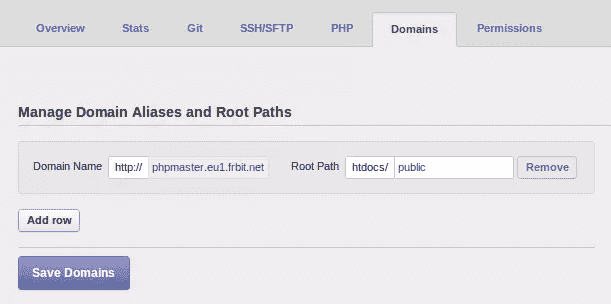 Overview Stats Git SSH/SFTP PHP Domains Permissions
Manage Domain Aliases and Root Paths
Domain Name http:// phpmaster.eu1.frbit.net Root Path htdocs/ public Remove
Add row
Save Domains